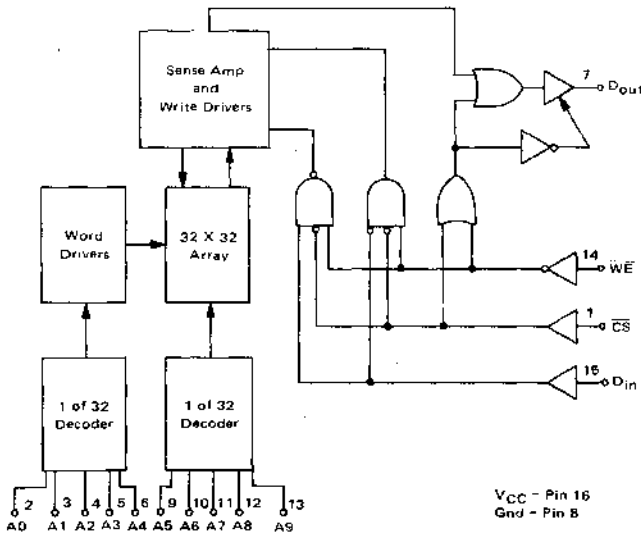 Sense Amp
and
Write Drivers
7
Dout
Word
Drivers
32 X 32
Array
14
WE
1
CS
15
Din
1 of 32
Decoder
1 of 32
Decoder
2 3 4 5 6 9 10 11 12 13
A0 A1 A2 A3 A4 A5 A6 A7 A8 A9
VCC - Pin 16
Gnd - Pin 8